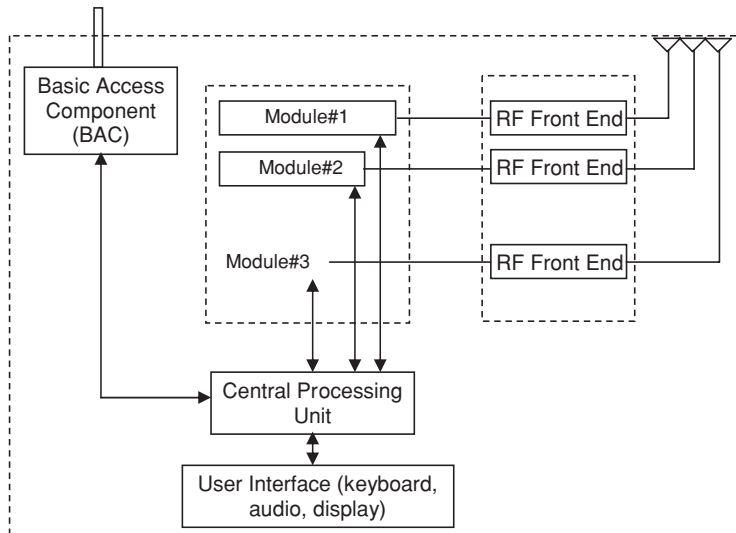 Basic Access
Component
(BAC)
Module#1
RF Front End
Module#2
RF Front End
Module#3
RF Front End
Central Processing
Unit
User Interface (keyboard,
audio, display)